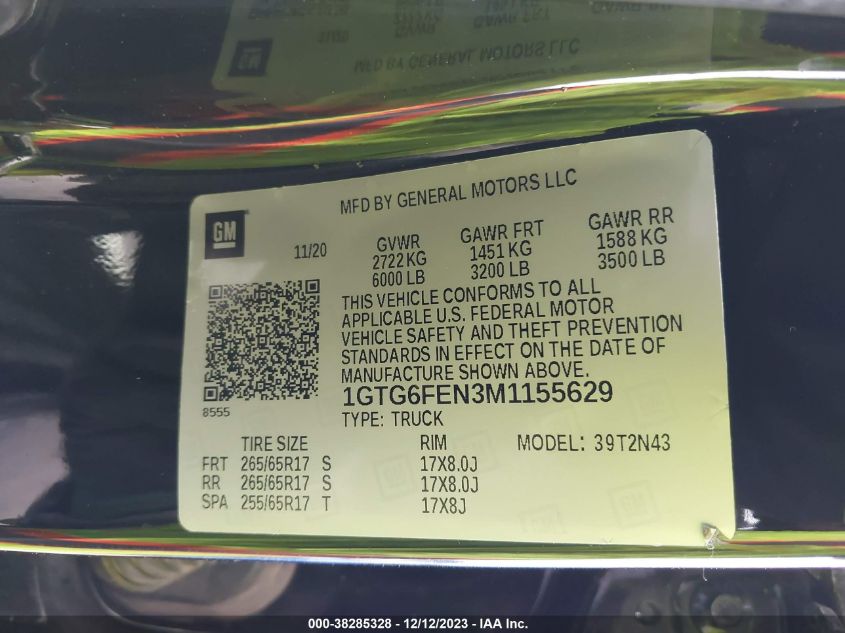 MFD BY GENERAL MOTORS LLC
GM
11/20
GVWR GAWR FRT GAWR RR
2722 KG 1451 KG 1588 KG
6000 LB 3200 LB 3500 LB
THIS VEHICLE CONFORMS TO ALL
APPLICABLE U.S. FEDERAL MOTOR
VEHICLE SAFETY AND THEFT PREVENTION
STANDARDS IN EFFECT ON THE DATE OF
MANUFACTURE SHOWN ABOVE.
8555
1GTG6FEN3M1155629
TYPE: TRUCK
TIRE SIZE RIM MODEL: 39T2N43
FRT 265/65R17 S 17X8.0J
RR 265/65R17 S 17X8.0J
SPA 255/65R17 T 17X8J
000-38285328 - 12/12/2023 - IAA Inc.